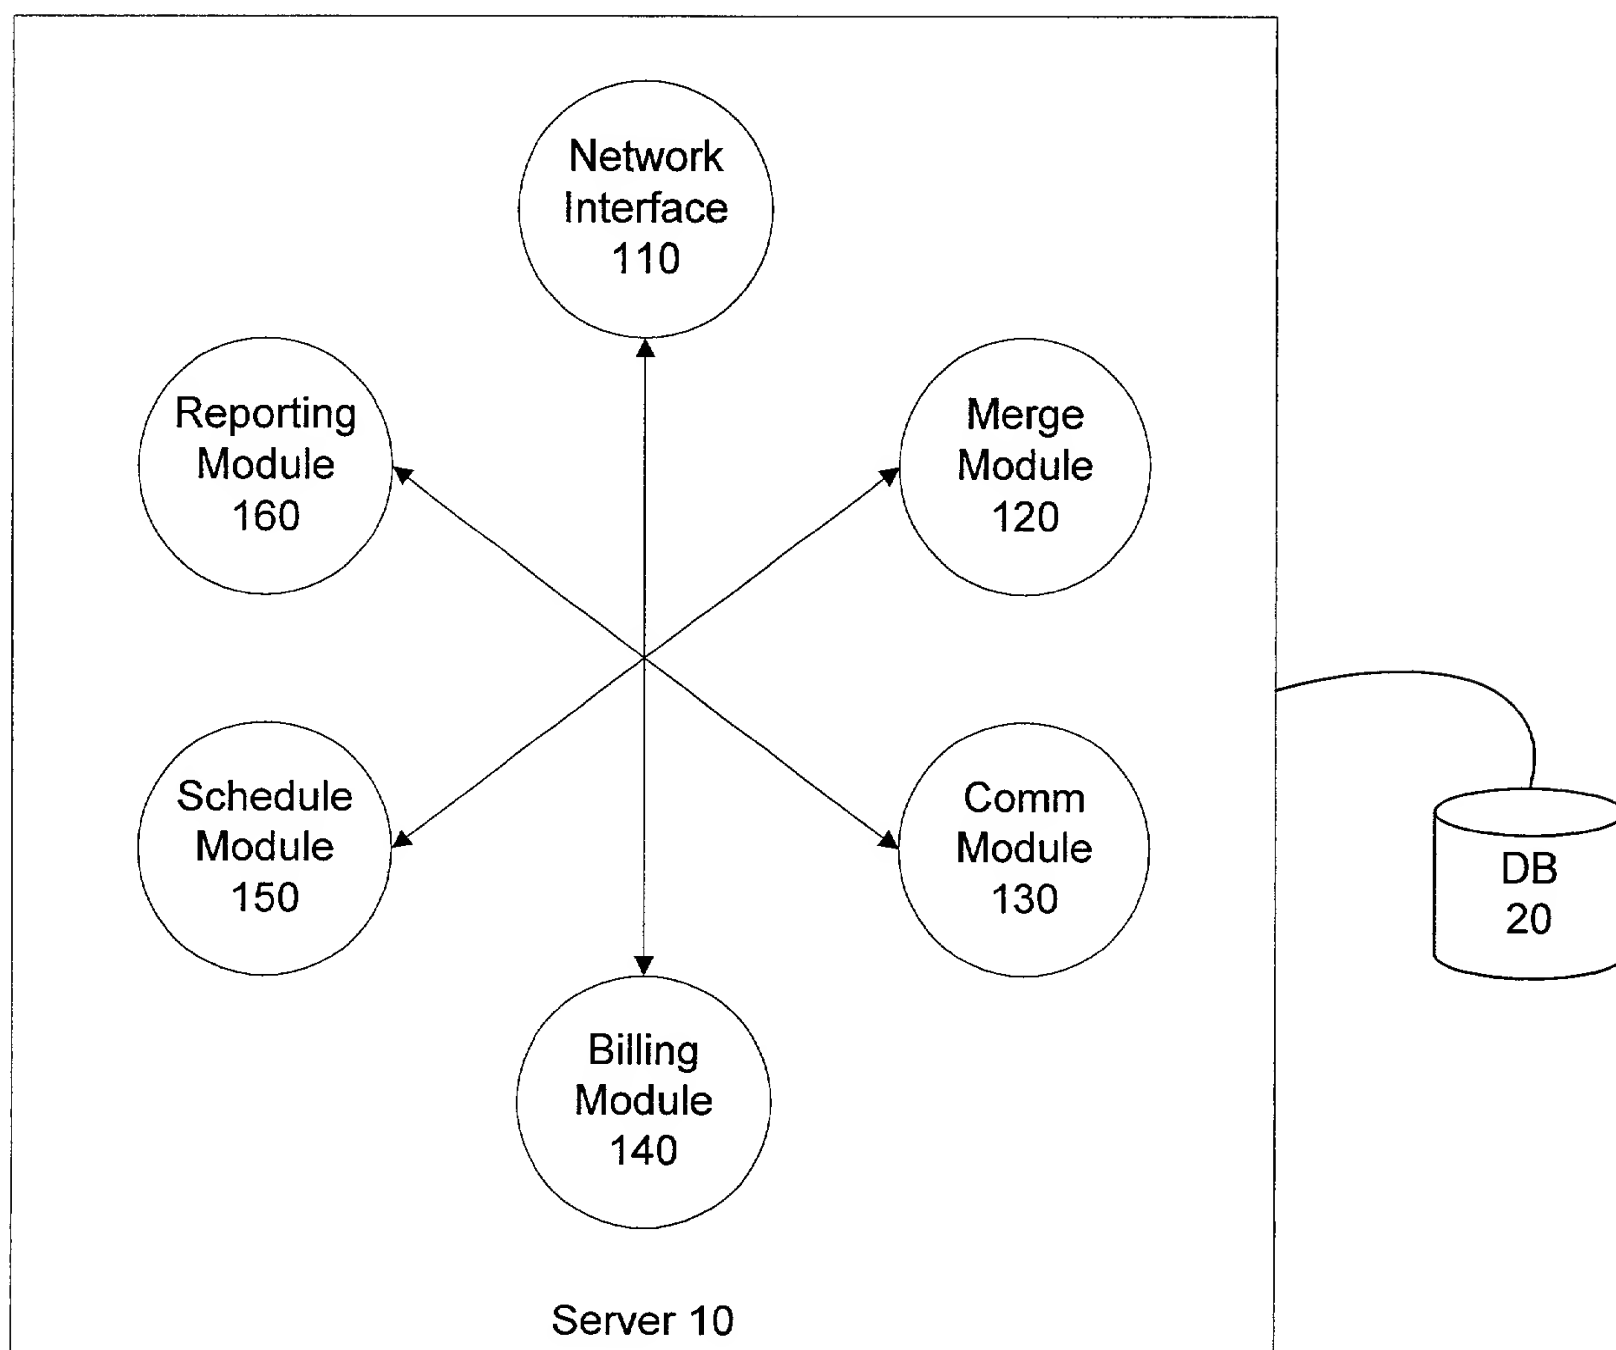 Network
Interface
110
Reporting
Module
160
Merge
Module
120
Schedule
Module
150
Comm
Module
130
DB
20
Billing
Module
140
Server 10